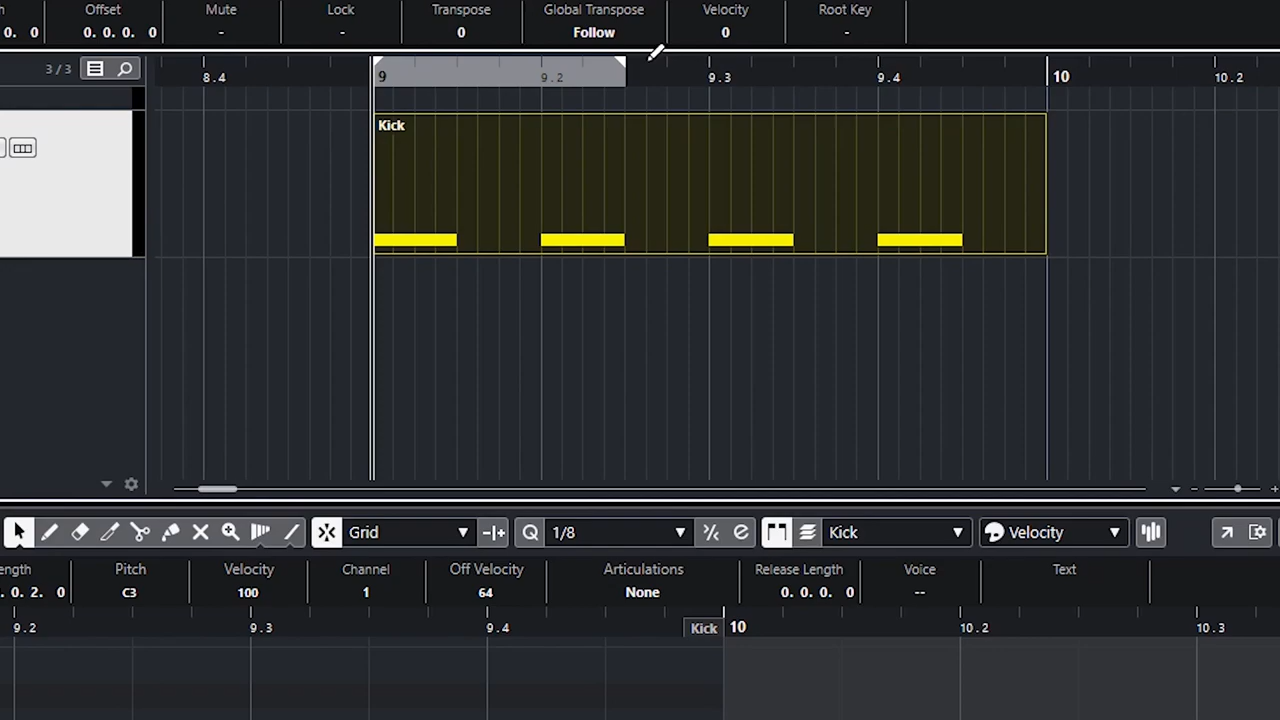 Offset Mute Lock Transpose Global Transpose Velocity Root Key
0. 0 0. 0. 0. 0 - - 0 Follow 0 -
3 / 3 8.4 9 9.2 9.3 9.4 10 10.2
Kick
Grid 1/8 Kick Velocity
ength Pitch Velocity Channel Off Velocity Articulations Release Length Voice Text
. 0. 2. 0 C3 100 1 64 None 0. 0. 0. 0 --
9.2 9.3 9.4 Kick 10 10.2 10.3